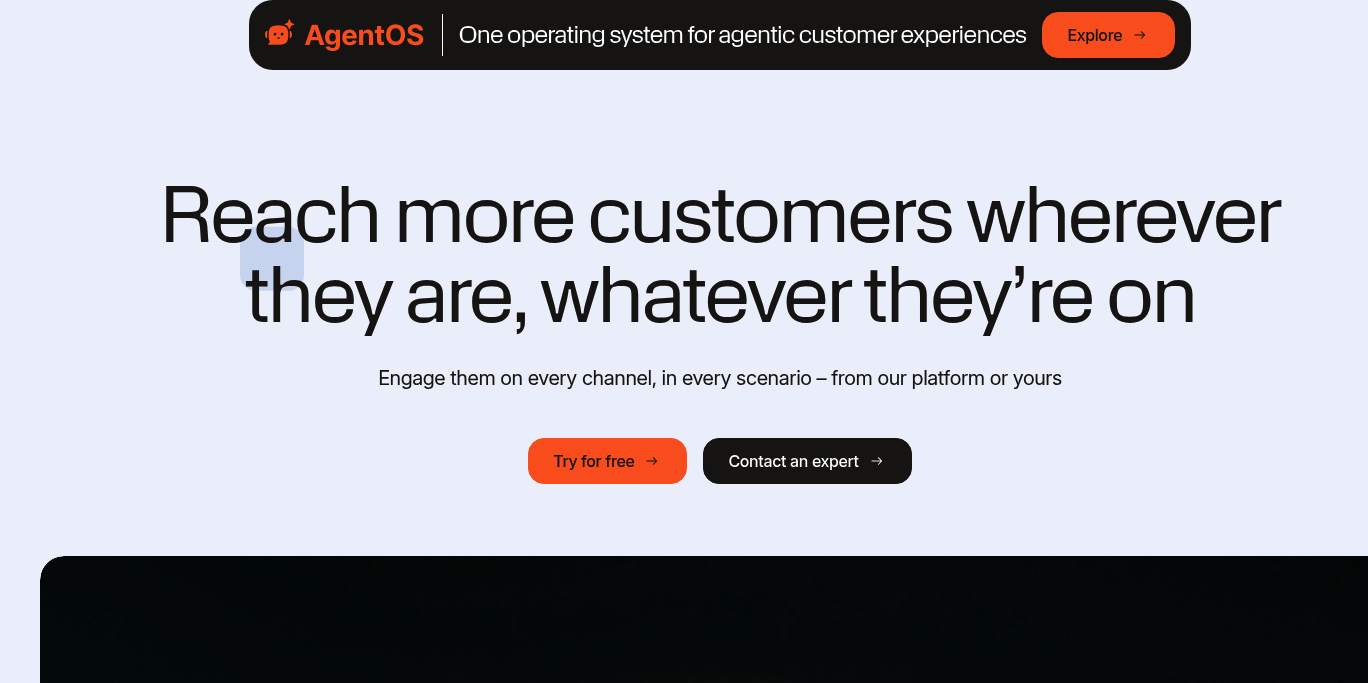 AgentOS
One operating system for agentic customer experiences
Explore
Reach more customers wherever
they are, whatever they’re on
Engage them on every channel, in every scenario – from our platform or yours
Try for free
Contact an expert